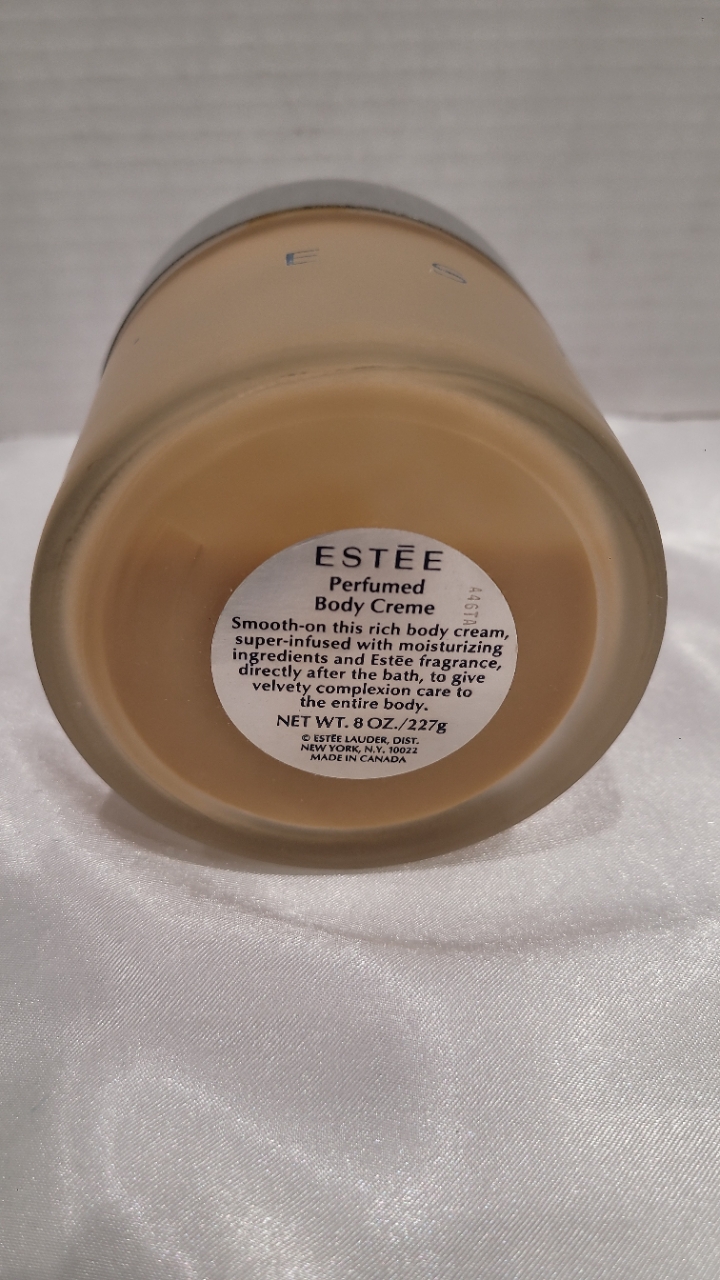 E S
ESTĒE
Perfumed
Body Creme
Smooth-on this rich body cream,
super-infused with moisturizing
ingredients and Estēe fragrance,
directly after the bath, to give
velvety complexion care to
the entire body.
NET WT. 8 OZ./227g
© ESTĒE LAUDER, DIST.
NEW YORK, N.Y. 10022
MADE IN CANADA